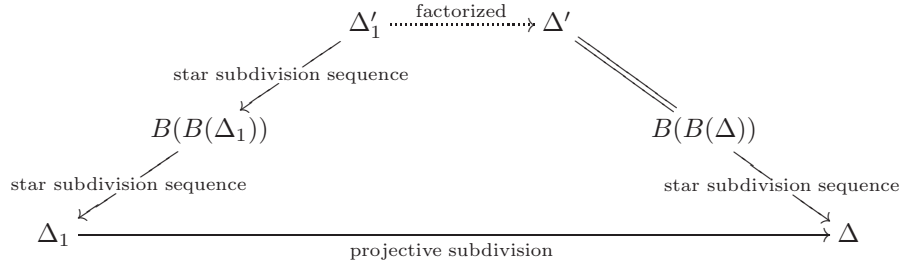 Δ′₁ factorized Δ′
star subdivision sequence
B(B(Δ₁)) B(B(Δ))
star subdivision sequence star subdivision sequence
Δ₁ Δ
projective subdivision